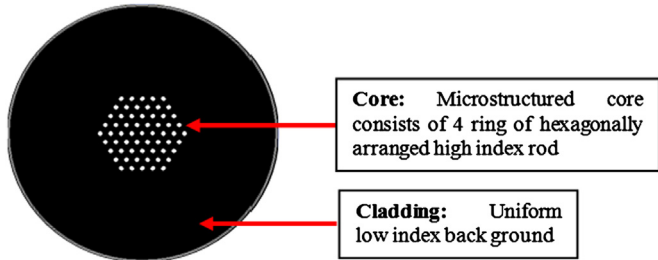 Core: Microstructured core
consists of 4 ring of hexagonally
arranged high index rod
Cladding: Uniform
low index back ground